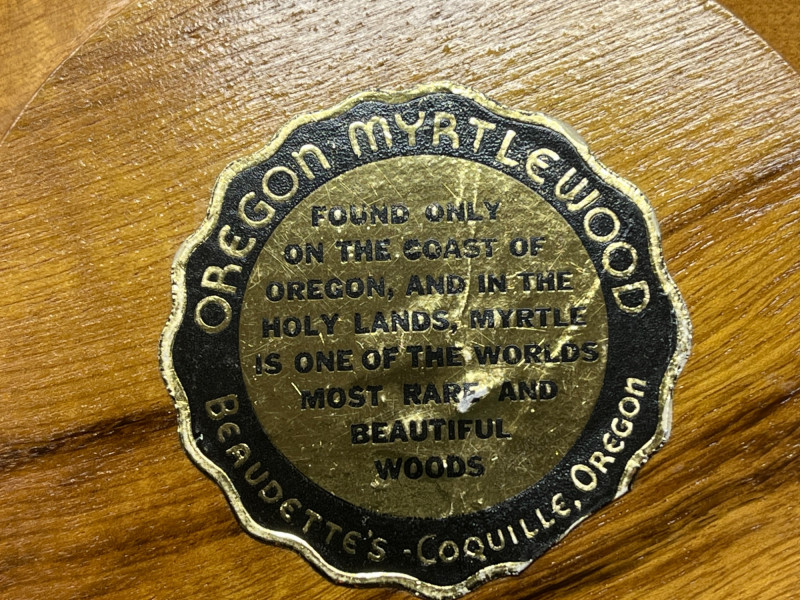 OREGON MYRTLEWOOD
FOUND ONLY
ON THE COAST OF
OREGON, AND IN THE
HOLY LANDS, MYRTLE
IS ONE OF THE WORLDS
MOST RARE AND
BEAUTIFUL
WOODS
BEAUDETTE'S - COQUILLE, OREGON